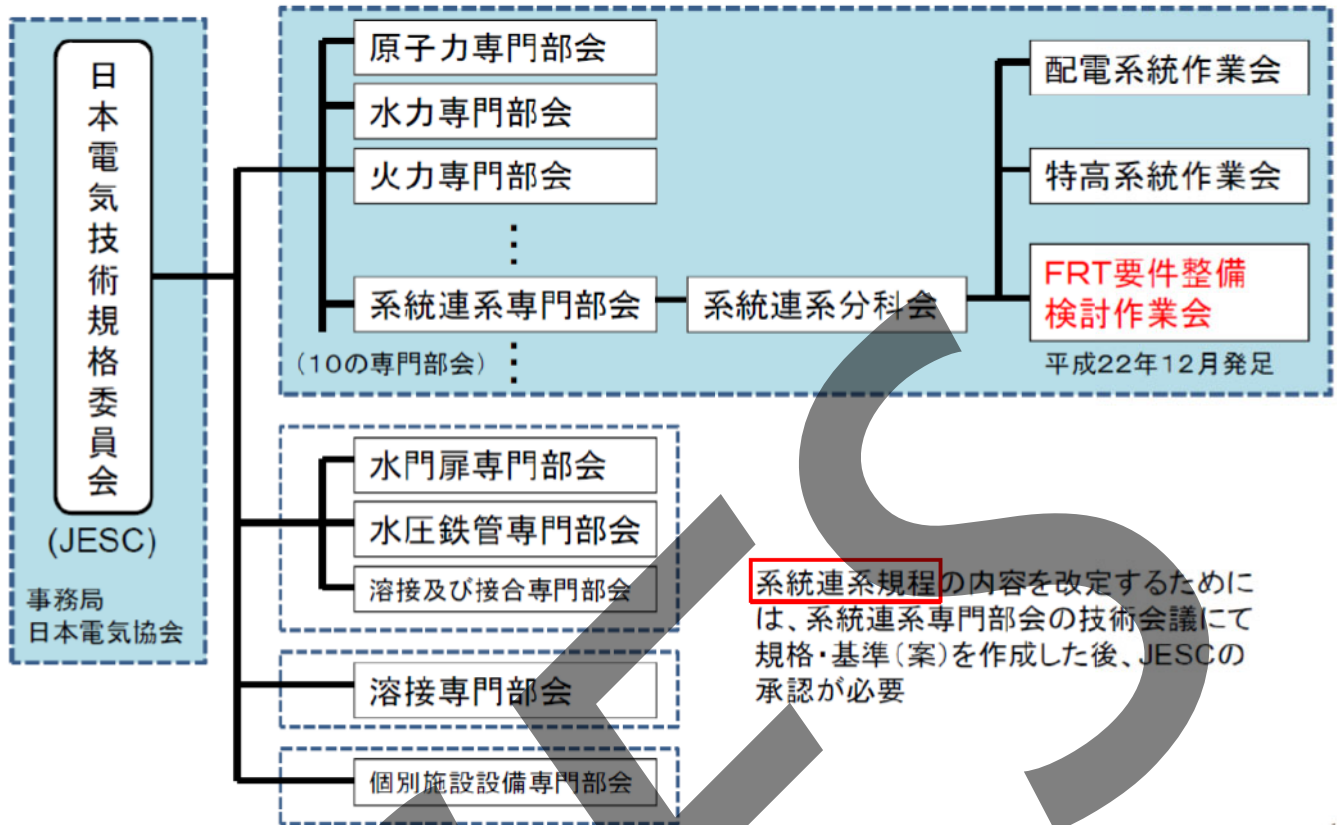 日本電気技術規格委員会
(JESC)
事務局
日本電気協会
原子力専門部会
水力専門部会
火力専門部会
系統連系専門部会
(10の専門部会)
系統連系分科会
配電系統作業会
特高系統作業会
FRT要件整備
検討作業会
平成22年12月発足
水門扉専門部会
水圧鉄管専門部会
溶接及び接合専門部会
溶接専門部会
個別施設設備専門部会
系統連系規程の内容を改定するために
は、系統連系専門部会の技術会議にて
規格・基準(案)を作成した後、JESCの
承認が必要